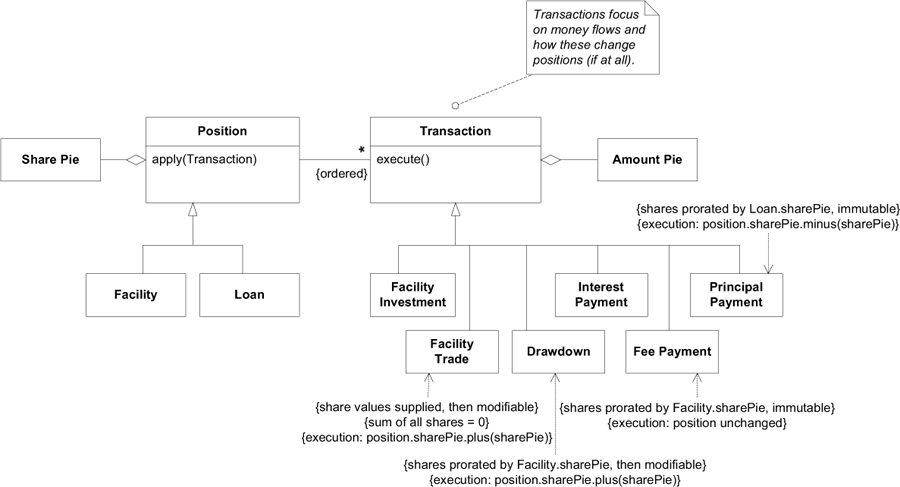 Transactions focus
on money flows and
how these change
positions (if at all).
Share Pie
Position
apply(Transaction)
*
{ordered}
Transaction
execute()
Amount Pie
{shares prorated by Loan.sharePie, immutable}
{execution: position.sharePie.minus(sharePie)}
Facility
Loan
Facility
Investment
Interest
Payment
Principal
Payment
Facility
Trade
Drawdown
Fee Payment
{share values supplied, then modifiable}
{sum of all shares = 0}
{execution: position.sharePie.plus(sharePie)}
{shares prorated by Facility.sharePie, immutable}
{execution: position unchanged}
{shares prorated by Facility.sharePie, then modifiable}
{execution: position.sharePie.plus(sharePie)}